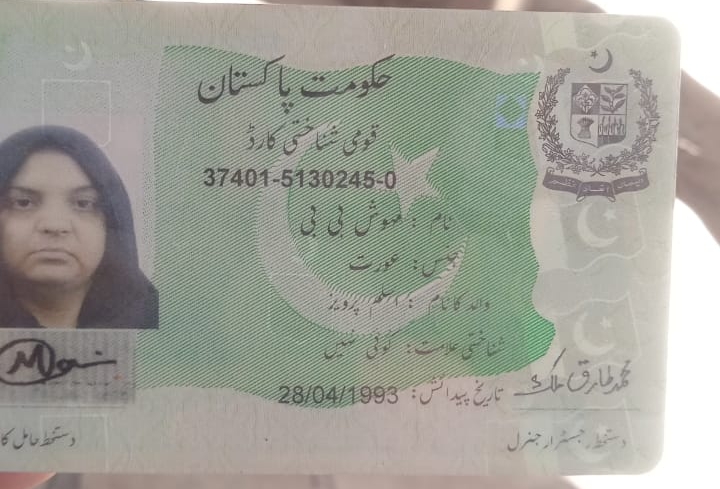 حکومت پاکستان
قومی شناختی کارڈ
37401-5130245-0
نام : مہوش بی بی
جنس: عورت
والد کا نام : اسلم پرویز
شناختی علامت: کوئی نہیں
تاریخ پیدائش: 28/04/1993
محمد طارق ملک
دستخط رجسٹرار جنرل
دستخط حامل کا